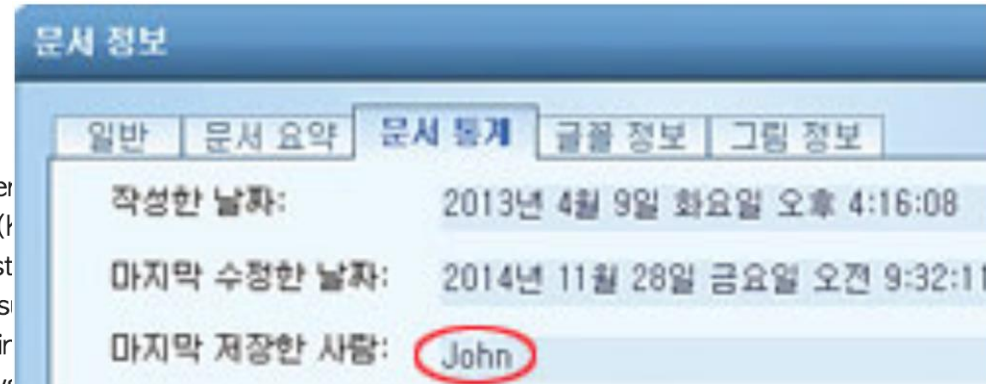 문서 정보
일반 문서 요약 문서 통계 글꼴 정보 그림 정보
작성한 날짜: 2013년 4월 9일 화요일 오후 4:16:08
마지막 수정한 날짜: 2014년 11월 28일 금요일 오전 9:32:11
마지막 저장한 사람: John